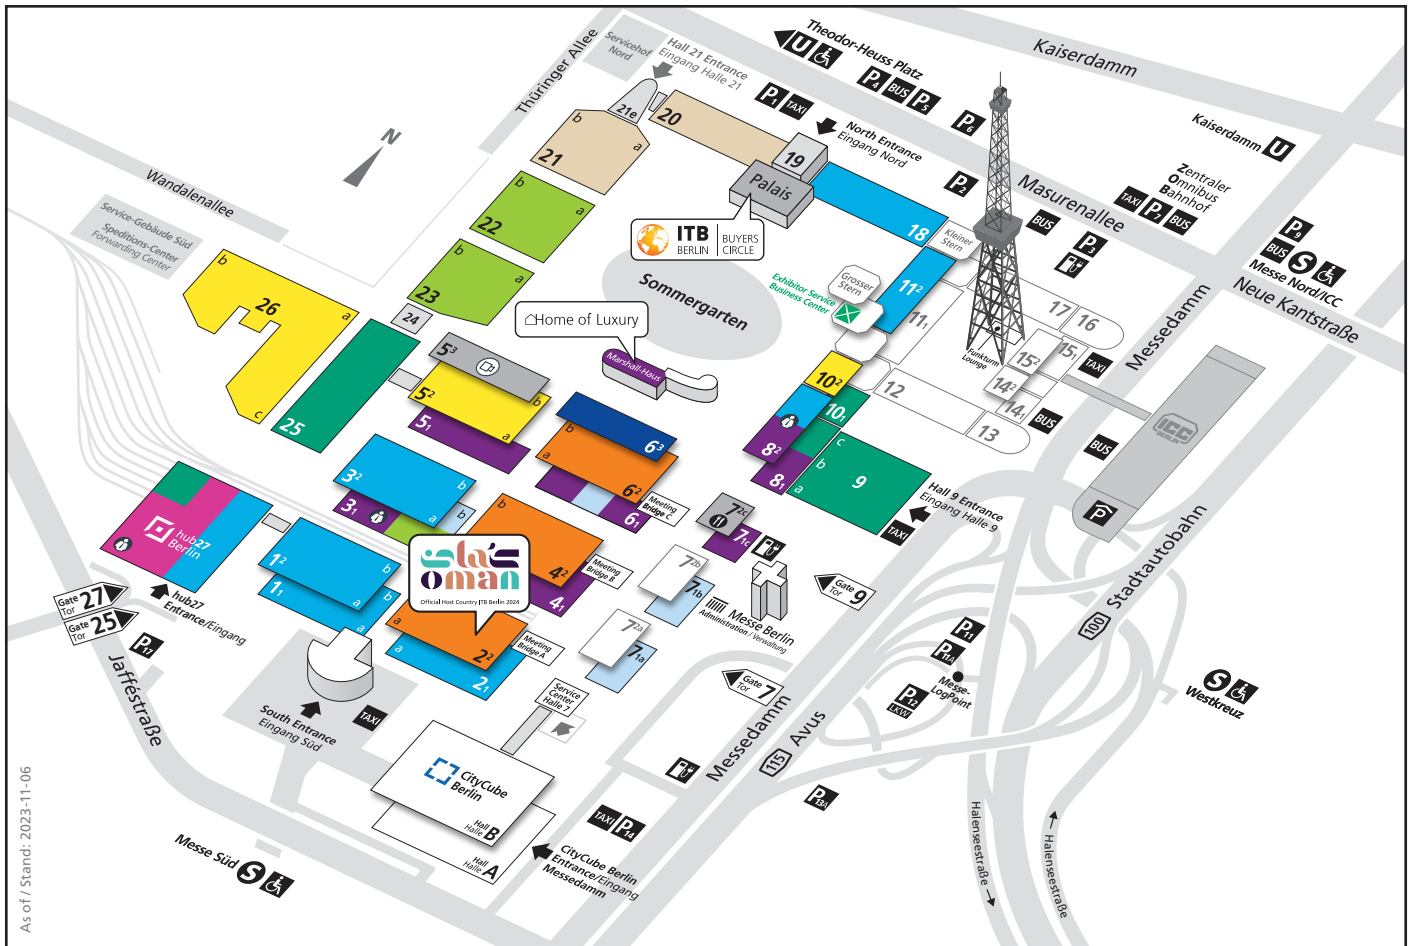 Kaiserdamm
Theodor-Heuss Platz
U
P4
BUS
P5
P6
Servicehof
Nord
Hall 21 Entrance
Eingang Halle 21
Thüringer Allee
P1
TAXI
North Entrance
Eingang Nord
P2
Kaiserdamm U
Zentraler
Omnibus
Bahnhof
TAXI
P7
BUS
Masurenallee
BUS
P3
P9
BUS
S
Messe Nord/ICC
Neue Kantstraße
Messedamm
N
Wandalenallee
Service-Gebäude Süd
Speditions-Center
Forwarding Center
21e
20
b
21
a
19
Palais
18
Kleiner
Stern
b
22
a
b
23
a
24
ITB
BERLIN
BUYERS
CIRCLE
Sommergarten
Home of Luxury
Marshall-Haus
Exhibitor Service
Business Center
Grosser
Stern
11²
11₁
Funkturm
Lounge
17
16
15₁
15²
14²
14₁
13
12
TAXI
BUS
BUS
ICC
BERLIN
P
b
26
a
c
25
5³
5²
b
a
5₁
6³
b
a
6²
6₁
Meeting
Bridge C
10²
10₁
8²
8₁
c
b
a
9
Hall 9 Entrance
Eingang Halle 9
TAXI
3²
b
a
3₁
b
b
4²
4₁
Meeting
Bridge B
7²c
7₁c
7²b
7₁b
7²a
7₁a
Messe Berlin
Administration / Verwaltung
Gate
Tor
9
hub27
Berlin
hub27
Entrance/Eingang
Gate
Tor
27
Gate
Tor
25
P17
Jafféstraße
1²
b
a
1₁
b
a
oman
Official Host Country ITB Berlin 2024
a
2²
a
2₁
Meeting
Bridge A
South Entrance
Eingang Süd
TAXI
Service
Center
Halle 7
Gate
Tor
7
Messedamm
115
Avus
100
Stadtautobahn
P11
P11A
Messe-
LogPoint
P12
LKW
P13A
S
Westkreuz
CityCube
Berlin
Hall
Halle
B
Hall
Halle
A
TAXI
P14
CityCube Berlin
Entrance/Eingang
Messedamm
Messe Süd S
Halenseestraße
Halenseestraße
As of / Stand: 2023-11-06